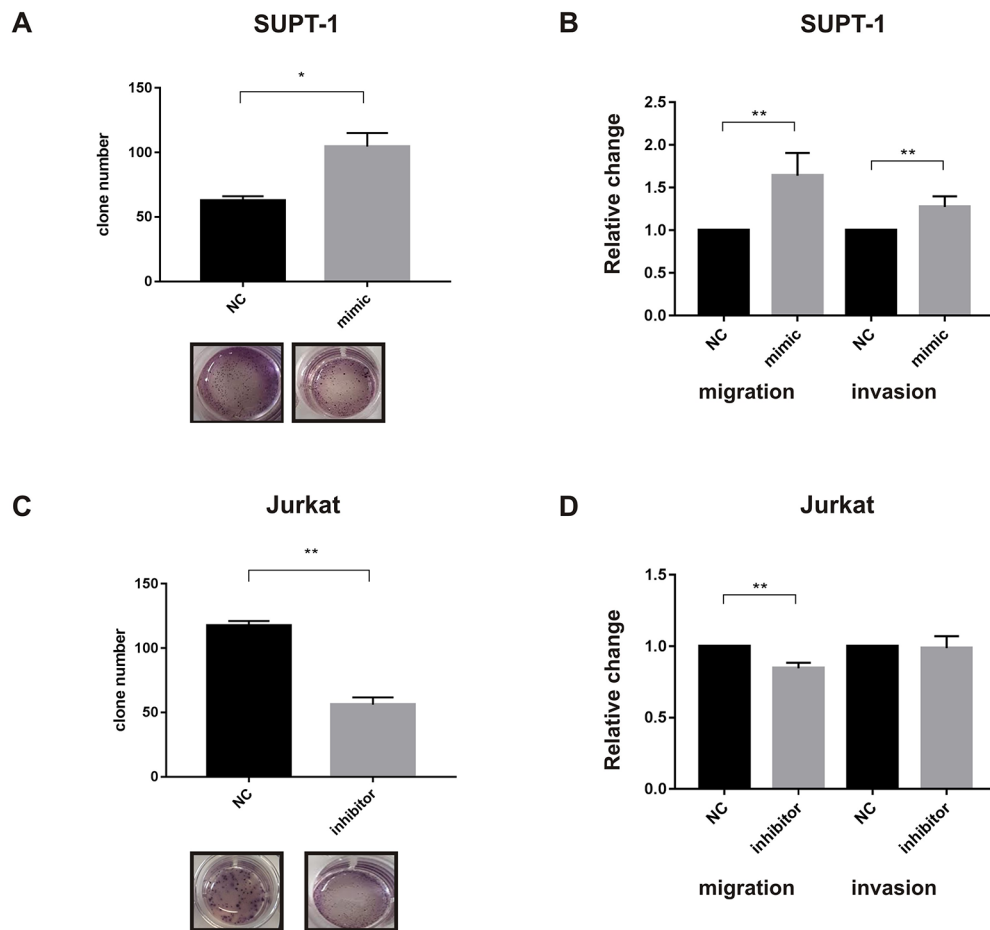 A
SUPT-1
clone number
150
100
50
0
*
NC
mimic
B
SUPT-1
Relative change
2.5
2.0
1.5
1.0
0.5
0.0
**
**
NC
mimic
NC
mimic
migration
invasion
C
Jurkat
clone number
150
100
50
0
**
NC
inhibitor
D
Jurkat
Relative change
1.5
1.0
0.5
0.0
**
NC
inhibitor
NC
inhibitor
migration
invasion